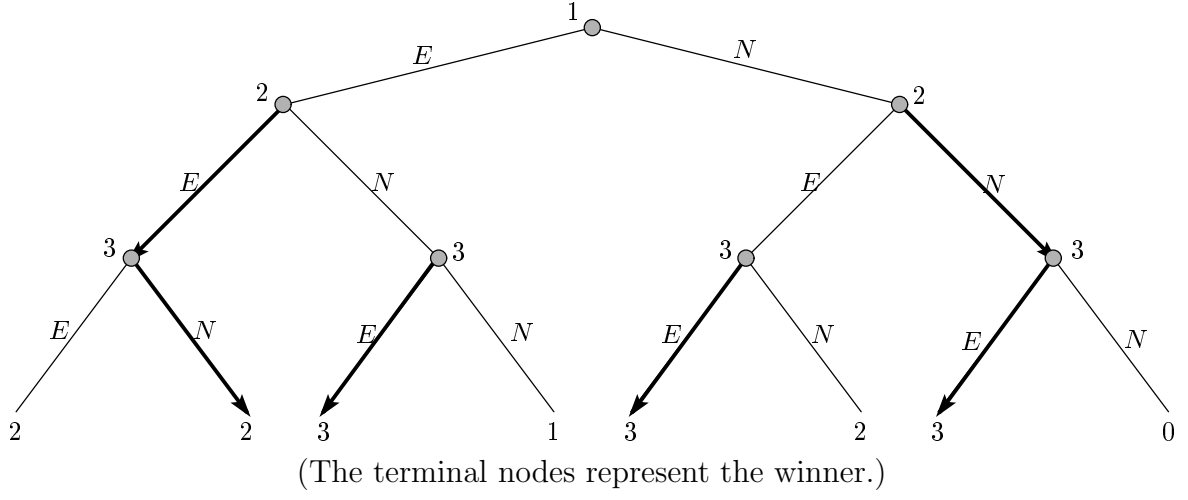 1
E N
2 2
E N E N
3 3 3 3
E N E N E N E N
2 2 3 1 3 2 3 0
(The terminal nodes represent the winner.)